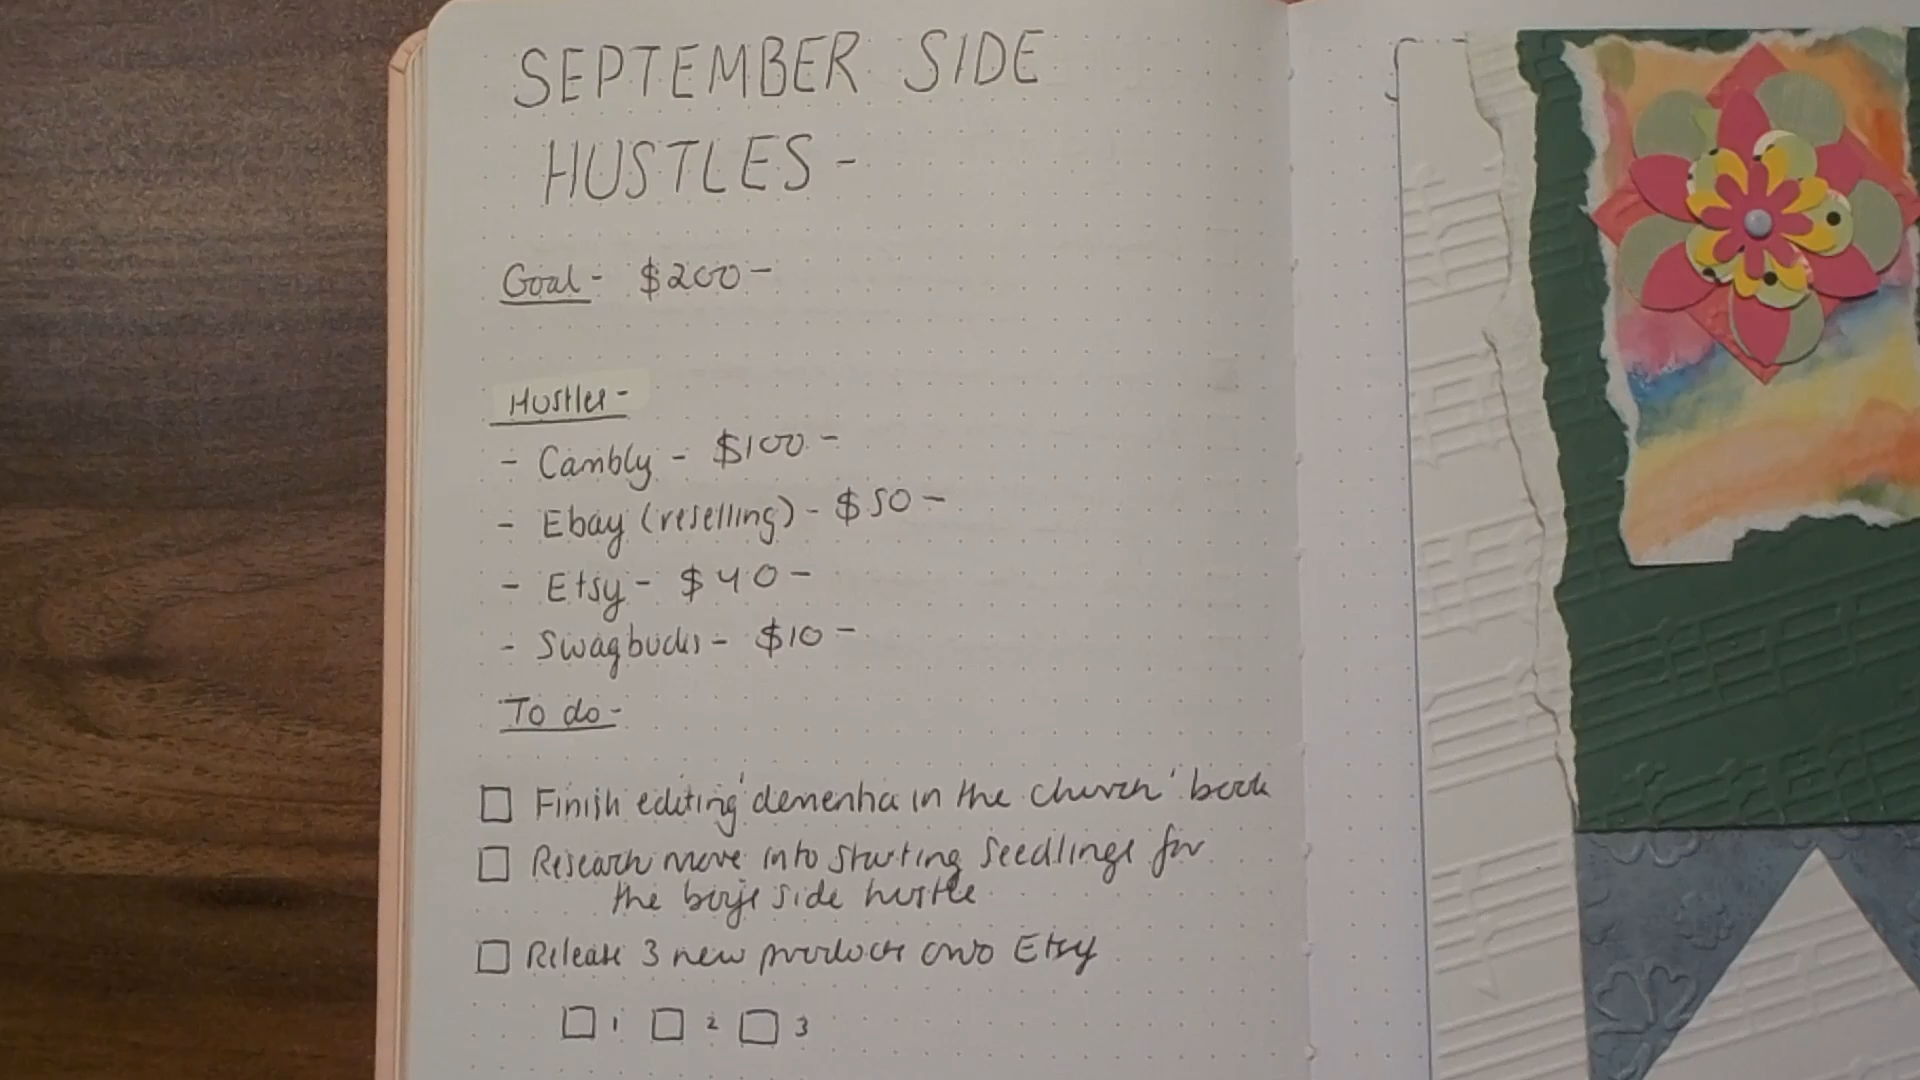 SEPTEMBER SIDE
HUSTLES -
Goal - $200 -
Hustles -
- Cambly - $100 -
- Ebay (reselling) - $50 -
- Etsy - $40 -
- Swagbucks - $10 -
To do -
Finish editing 'dementia in the church' book
Research move into starting seedlings for
the boys side hustle
Release 3 new products onto Etsy
1 2 3